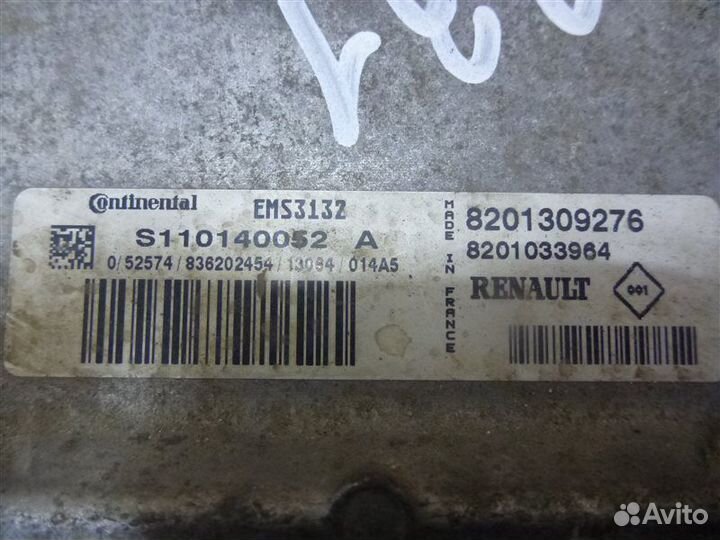 Continental EMS3132
S110140052 A
0/52574/836202454/13094/014A5
MADE IN FRANCE
8201309276
8201033964
RENAULT 001
Avito